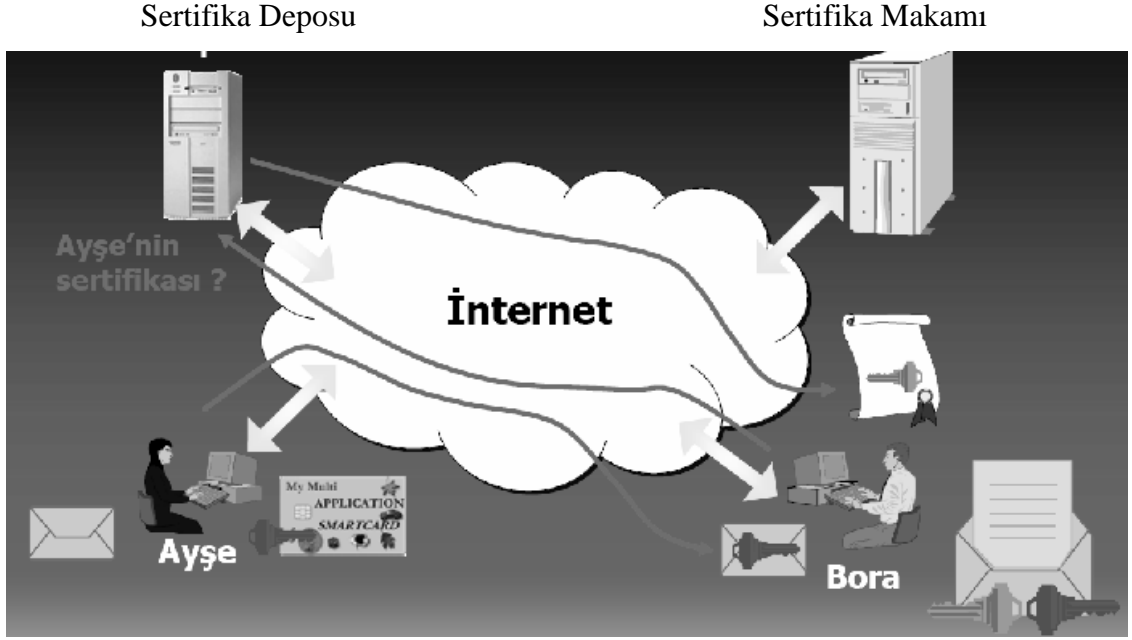 Sertifika Deposu
Sertifika Makamı
Ayşe'nin
sertifikası ?
İnternet
My Multi
APPLICATION
SMARTCARD
Ayşe
Bora